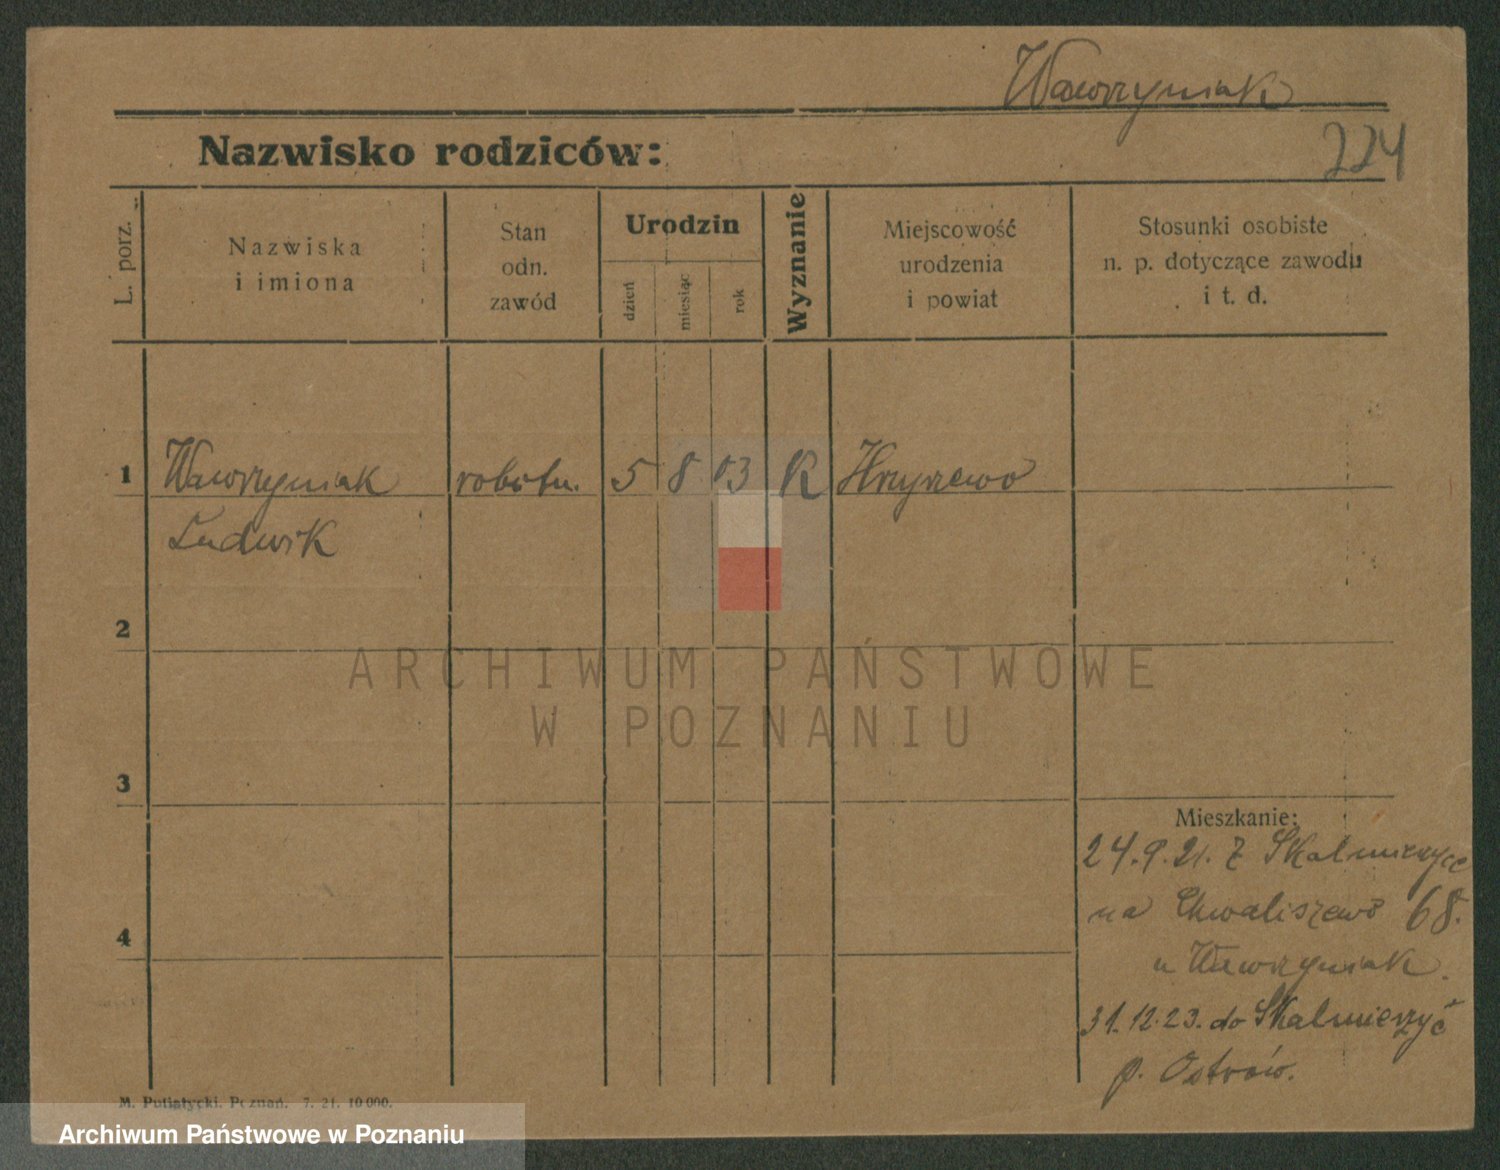 Wawrzyniak
224
Nazwisko rodziców:
L. porz.
Nazwiska
i imiona
Stan
odn.
zawód
Urodzin
dzień
miesiąc
rok
Wyznanie
Miejscowość
urodzenia
i powiat
Stosunki osobiste
n. p. dotyczące zawodu
i t. d.
1 Wawrzyniak robotn. 5 8 03 K
Ludwik
2
3
4
Mieszkanie:
24.9.21. z Skalmierzyce
na Chwaliszewo 68.
u Wawrzyniak.
31.12.23. do Skalmierzyc
p. Ostrów.
M. Putiatycki. Poznań. 7. 21. 10 000.
ARCHIWUM PAŃSTWOWE
W POZNANIU
Archiwum Państwowe w Poznaniu